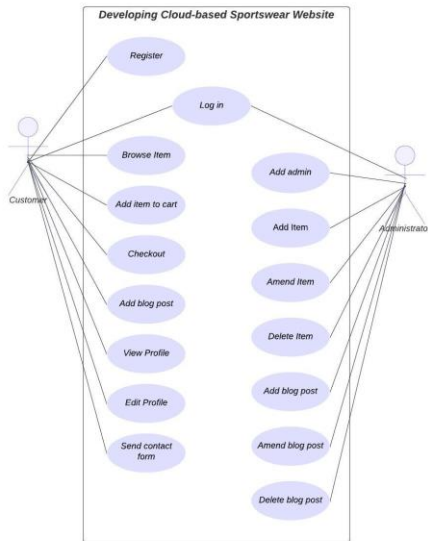 Developing Cloud-based Sportswear Website
Register
Log in
Customer
Browse Item
Add item to cart
Checkout
Add blog post
View Profile
Edit Profile
Send contact
form
Add admin
Add Item
Amend Item
Delete Item
Add blog post
Amend blog post
Delete blog post
Administrato